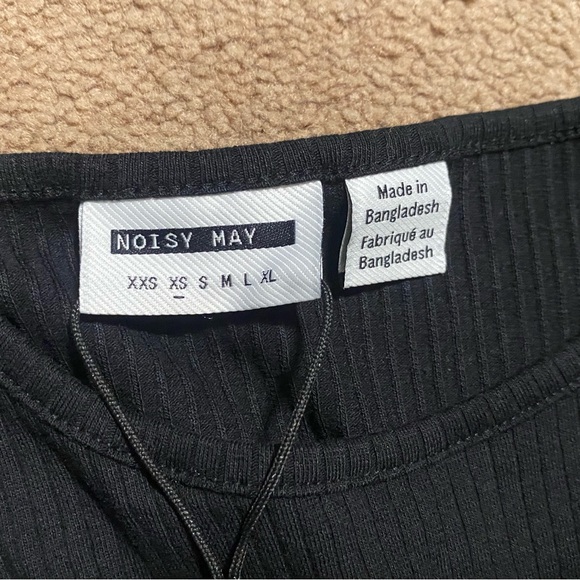 NOISY MAY
XXS XS S M L XL
Made in
Bangladesh
Fabriqué au
Bangladesh